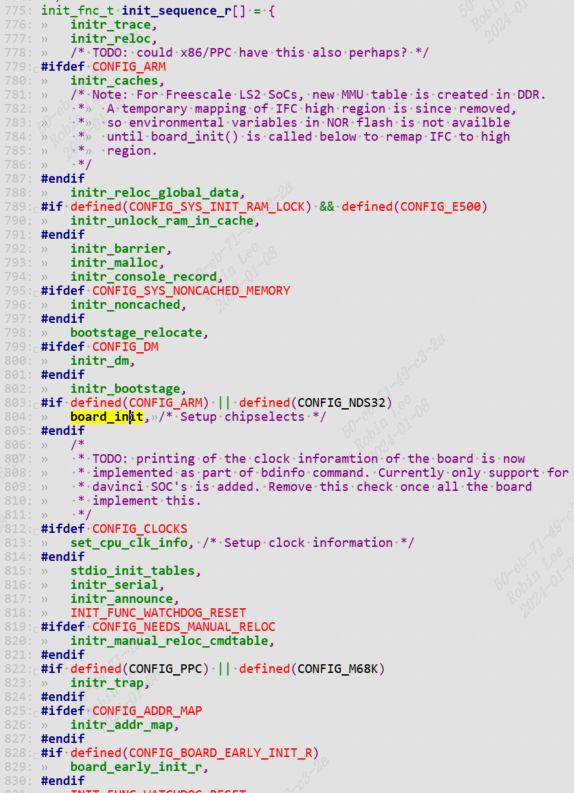 775: init_fnc_t init_sequence_r[] = {
776: » initr_trace,
777: » initr_reloc,
778: » /* TODO: could x86/PPC have this also perhaps? */
779: #ifdef CONFIG_ARM
780: » initr_caches,
781: » /* Note: For Freescale LS2 SoCs, new MMU table is created in DDR.
782: » *» A temporary mapping of IFC high region is since removed,
783: » *» so environmental variables in NOR flash is not availble
784: » *» until board_init() is called below to remap IFC to high
785: » *» region.
786: » */
787: #endif
788: » initr_reloc_global_data,
789: #if defined(CONFIG_SYS_INIT_RAM_LOCK) && defined(CONFIG_E500)
790: » initr_unlock_ram_in_cache,
791: #endif
792: » initr_barrier,
793: » initr_malloc,
794: » initr_console_record,
795: #ifdef CONFIG_SYS_NONCACHED_MEMORY
796: » initr_noncached,
797: #endif
798: » bootstage_relocate,
799: #ifdef CONFIG_DM
800: » initr_dm,
801: #endif
802: » initr_bootstage,
803: #if defined(CONFIG_ARM) || defined(CONFIG_NDS32)
804: » board_init,» /* Setup chipselects */
805: #endif
806: » /*
807: » * TODO: printing of the clock inforamtion of the board is now
808: » * implemented as part of bdinfo command. Currently only support for
809: » * davinci SOC's is added. Remove this check once all the board
810: » * implement this.
811: » */
812: #ifdef CONFIG_CLOCKS
813: » set_cpu_clk_info, /* Setup clock information */
814: #endif
815: » stdio_init_tables,
816: » initr_serial,
817: » initr_announce,
818: » INIT_FUNC_WATCHDOG_RESET
819: #ifdef CONFIG_NEEDS_MANUAL_RELOC
820: » initr_manual_reloc_cmdtable,
821: #endif
822: #if defined(CONFIG_PPC) || defined(CONFIG_M68K)
823: » initr_trap,
824: #endif
825: #ifdef CONFIG_ADDR_MAP
826: » initr_addr_map,
827: #endif
828: #if defined(CONFIG_BOARD_EARLY_INIT_R)
829: » board_early_init_r,
830: #endif
INIT_FUNC_WATCHDOG_RESET
Robin Lee
2024-01-08